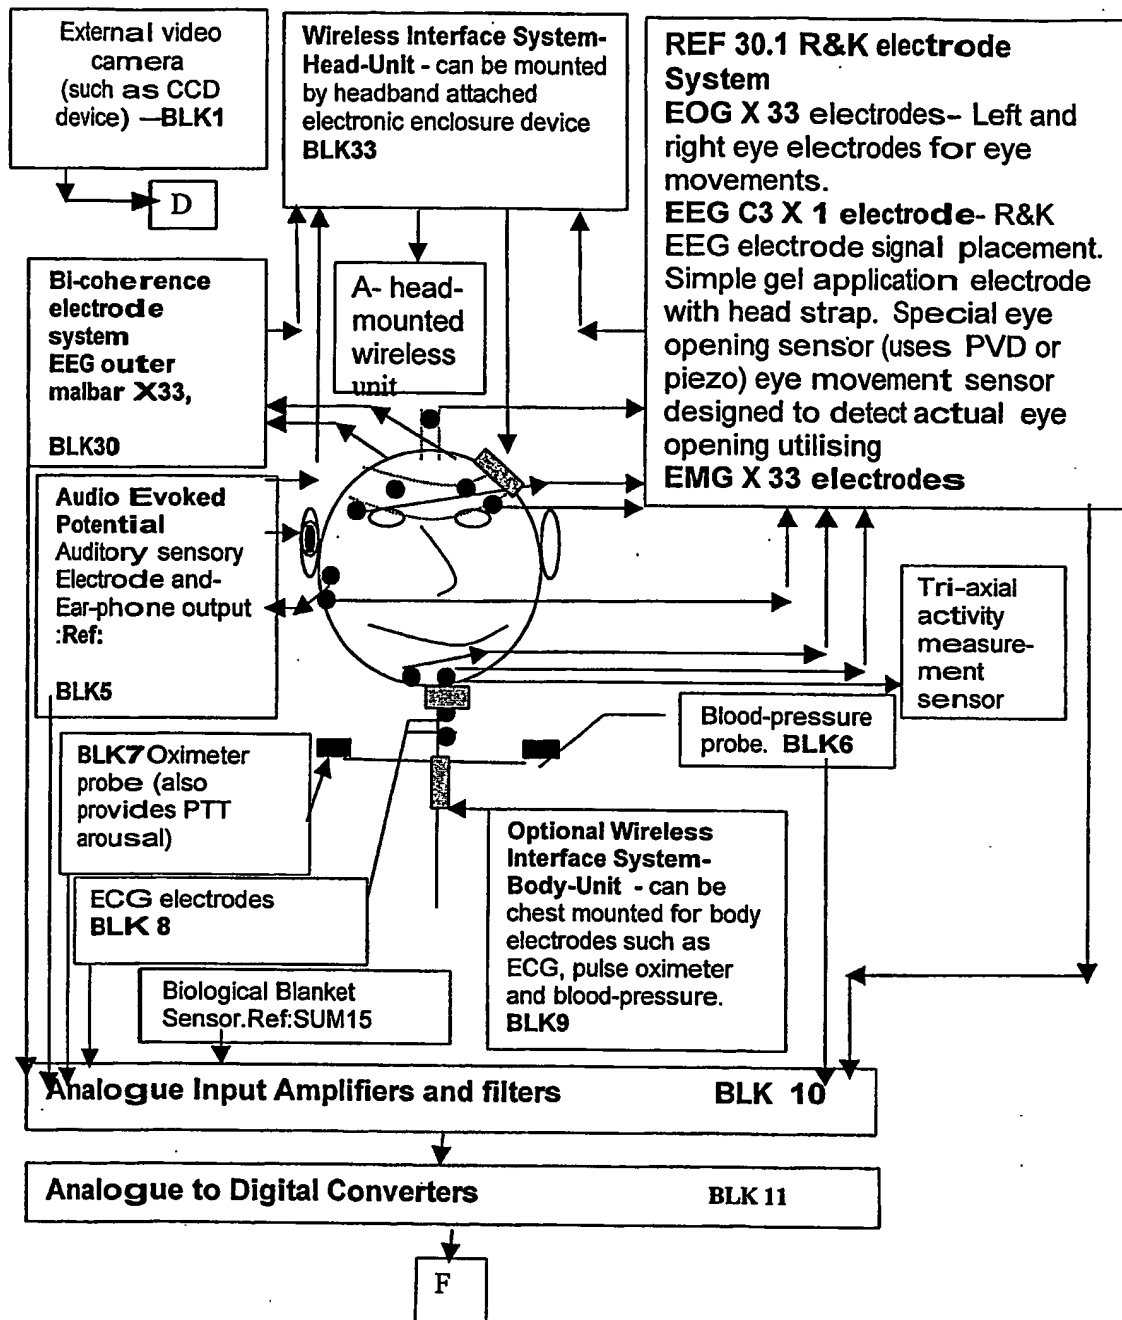 External video
camera
(such as CCD
device) —BLK1
D
Wireless Interface System-
Head-Unit - can be mounted
by headband attached
electronic enclosure device
BLK33
REF 30.1 R&K electrode
System
EOG X 33 electrodes– Left and
right eye electrodes for eye
movements.
EEG C3 X 1 electrode- R&K
EEG electrode signal placement.
Simple gel application electrode
with head strap. Special eye
opening sensor (uses PVD or
piezo) eye movement sensor
designed to detect actual eye
opening utilising
EMG X 33 electrodes
Bi-coherence
electrode
system
EEG outer
malbar X33,
BLK30
A- head-
mounted
wireless
unit
Audio Evoked
Potential
Auditory sensory
Electrode and-
Ear-phone output
:Ref:
BLK5
Tri-axial
activity
measure-
ment
sensor
Blood-pressure
probe. BLK6
BLK7 Oximeter
probe (also
provides PTT
arousal)
Optional Wireless
Interface System-
Body-Unit - can be
chest mounted for body
electrodes such as
ECG, pulse oximeter
and blood-pressure.
BLK9
ECG electrodes
BLK 8
Biological Blanket
Sensor.Ref:SUM15
Analogue Input Amplifiers and filters BLK 10
Analogue to Digital Converters BLK 11
F